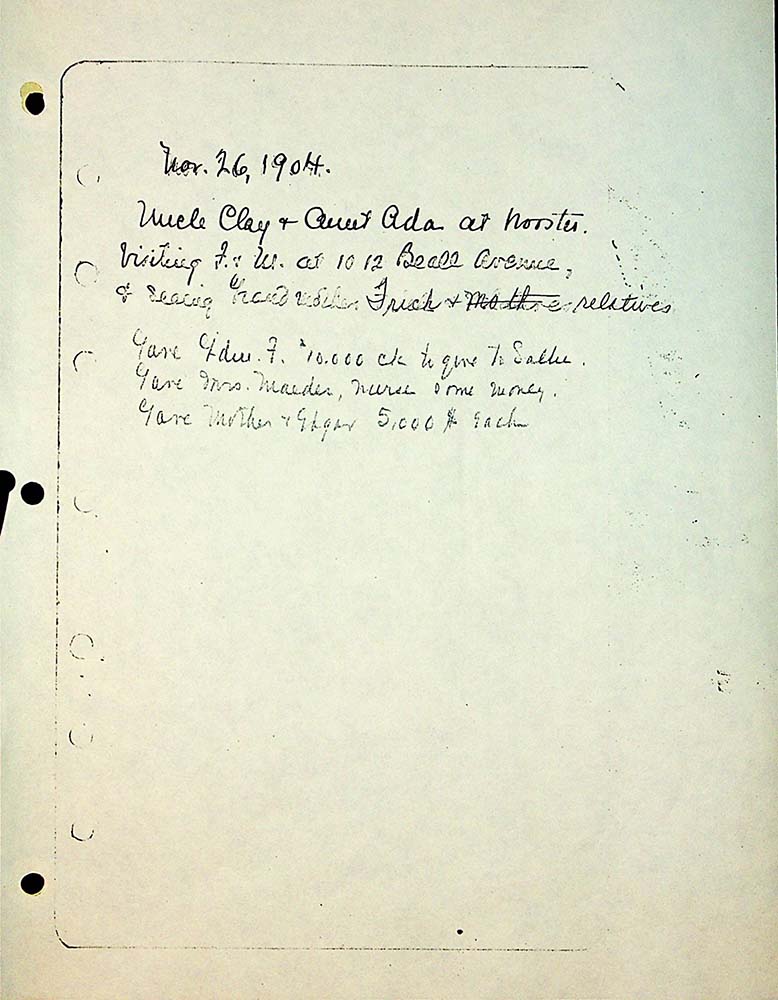 Nov. 26, 1904.
Uncle Clay & Aunt Ada at Wooster.
Visiting F. & W. at 1012 Beall Avenue,
& seeing Grandmother Frick & Mother relatives
Gave Edw. F. $10.000 ck to give to Sallie.
Gave Mrs. Maeder, nurse some money.
Gave Mother & Edgar 5,000 $ each